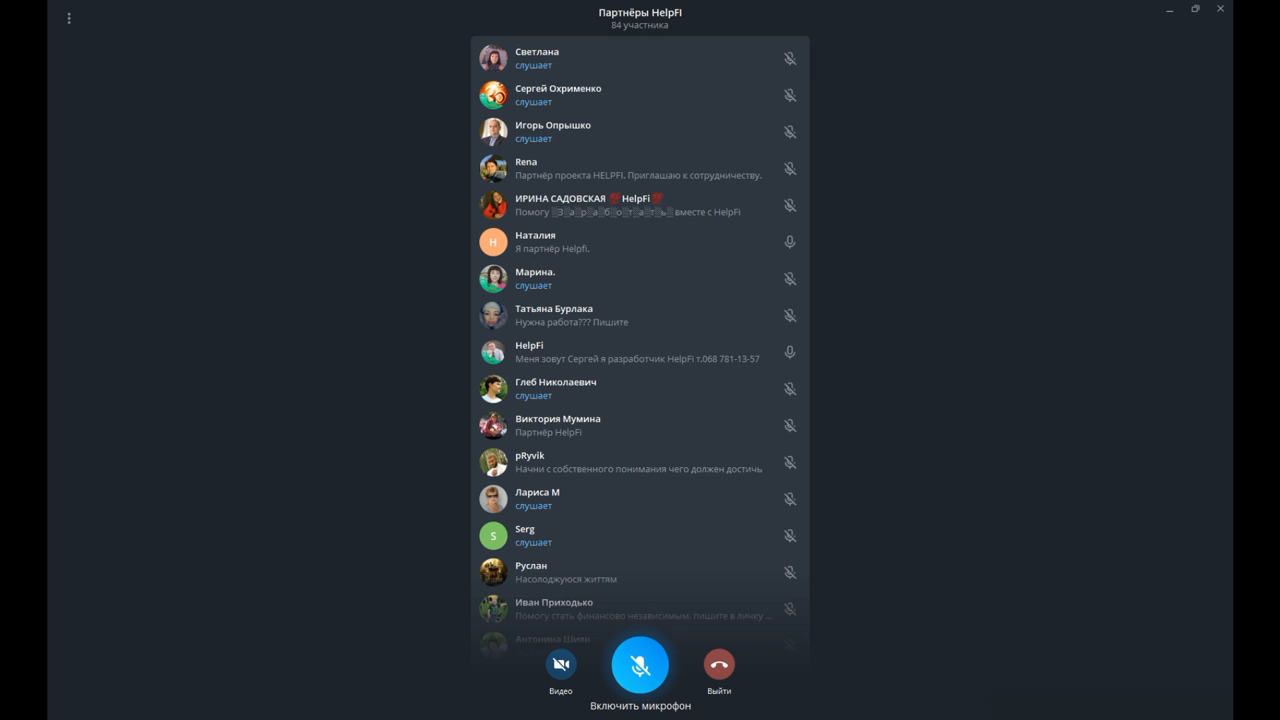 Партнёры HelpFI
84 участника
Светлана
слушает
Сергей Охрименко
слушает
Игорь Опрышко
слушает
Rena
Партнёр проекта HELPFI. Приглашаю к сотрудничеству.
ИРИНА САДОВСКАЯ 💯HelpFi💯
Помогу ░З░а░р░а░б░о░т░а░т░ь░ вместе с HelpFi
Н
Наталия
Я партнёр Helpfi.
Марина.
слушает
Татьяна Бурлака
Нужна работа??? Пишите
HelpFi
Меня зовут Сергей я разработчик HelpFi т.068 781-13-57
Глеб Николаевич
слушает
Виктория Мумина
Партнёр HelpFi
pRyvik
Начни с собственного понимания чего должен достичь
Лариса М
слушает
S
Serg
слушает
Руслан
Насолоджуюся життям
Иван Приходько
Помогу стать финансово независимым. пишите в личку ...
Антонина Шиян
Видео
Выйти
Включить микрофон